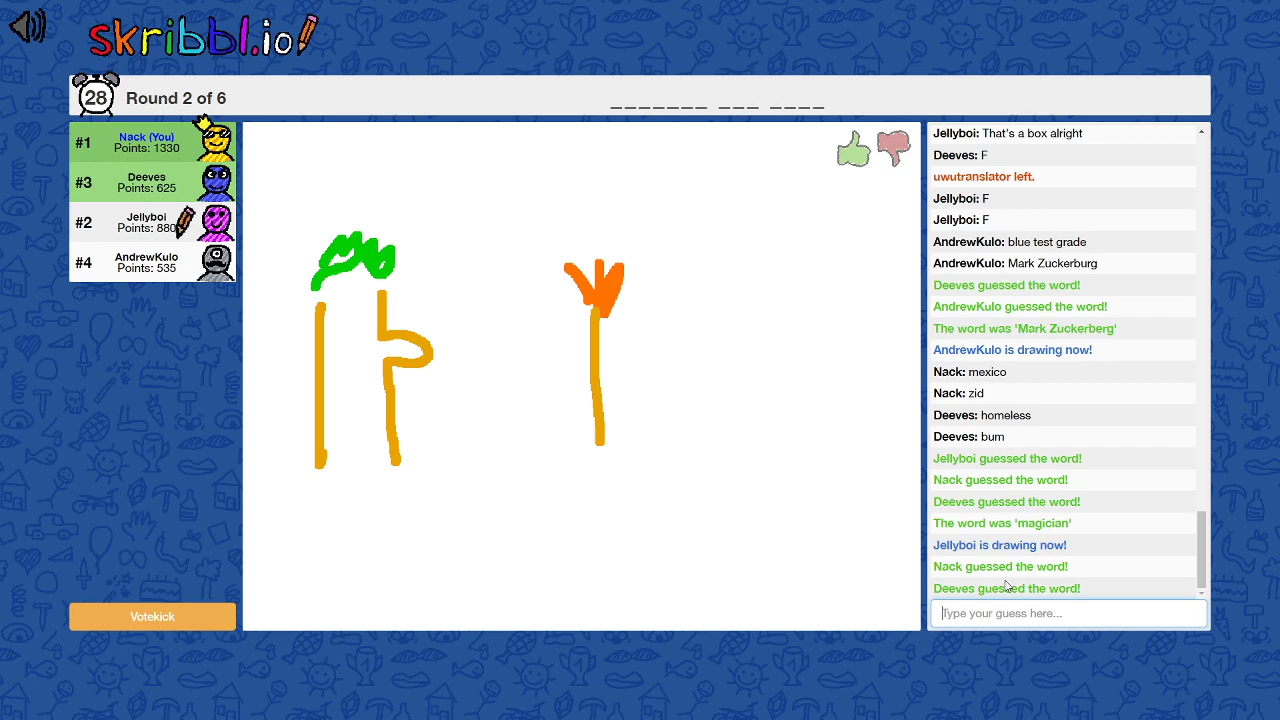 skribbl.io!
28
Round 2 of 6
_______ ___ ____
#1
Nack (You)
Points: 1330
#3
Deeves
Points: 625
#2
Jellyboi
Points: 880
#4
AndrewKulo
Points: 535
Votekick
Jellyboi: That's a box alright
Deeves: F
uwutranslator left.
Jellyboi: F
Jellyboi: F
AndrewKulo: blue test grade
AndrewKulo: Mark Zuckerburg
Deeves guessed the word!
AndrewKulo guessed the word!
The word was 'Mark Zuckerberg'
AndrewKulo is drawing now!
Nack: mexico
Nack: zid
Deeves: homeless
Deeves: burn
Jellyboi guessed the word!
Nack guessed the word!
Deeves guessed the word!
The word was 'magician'
Jellyboi is drawing now!
Nack guessed the word!
Deeves guessed the word!
Type your guess here...